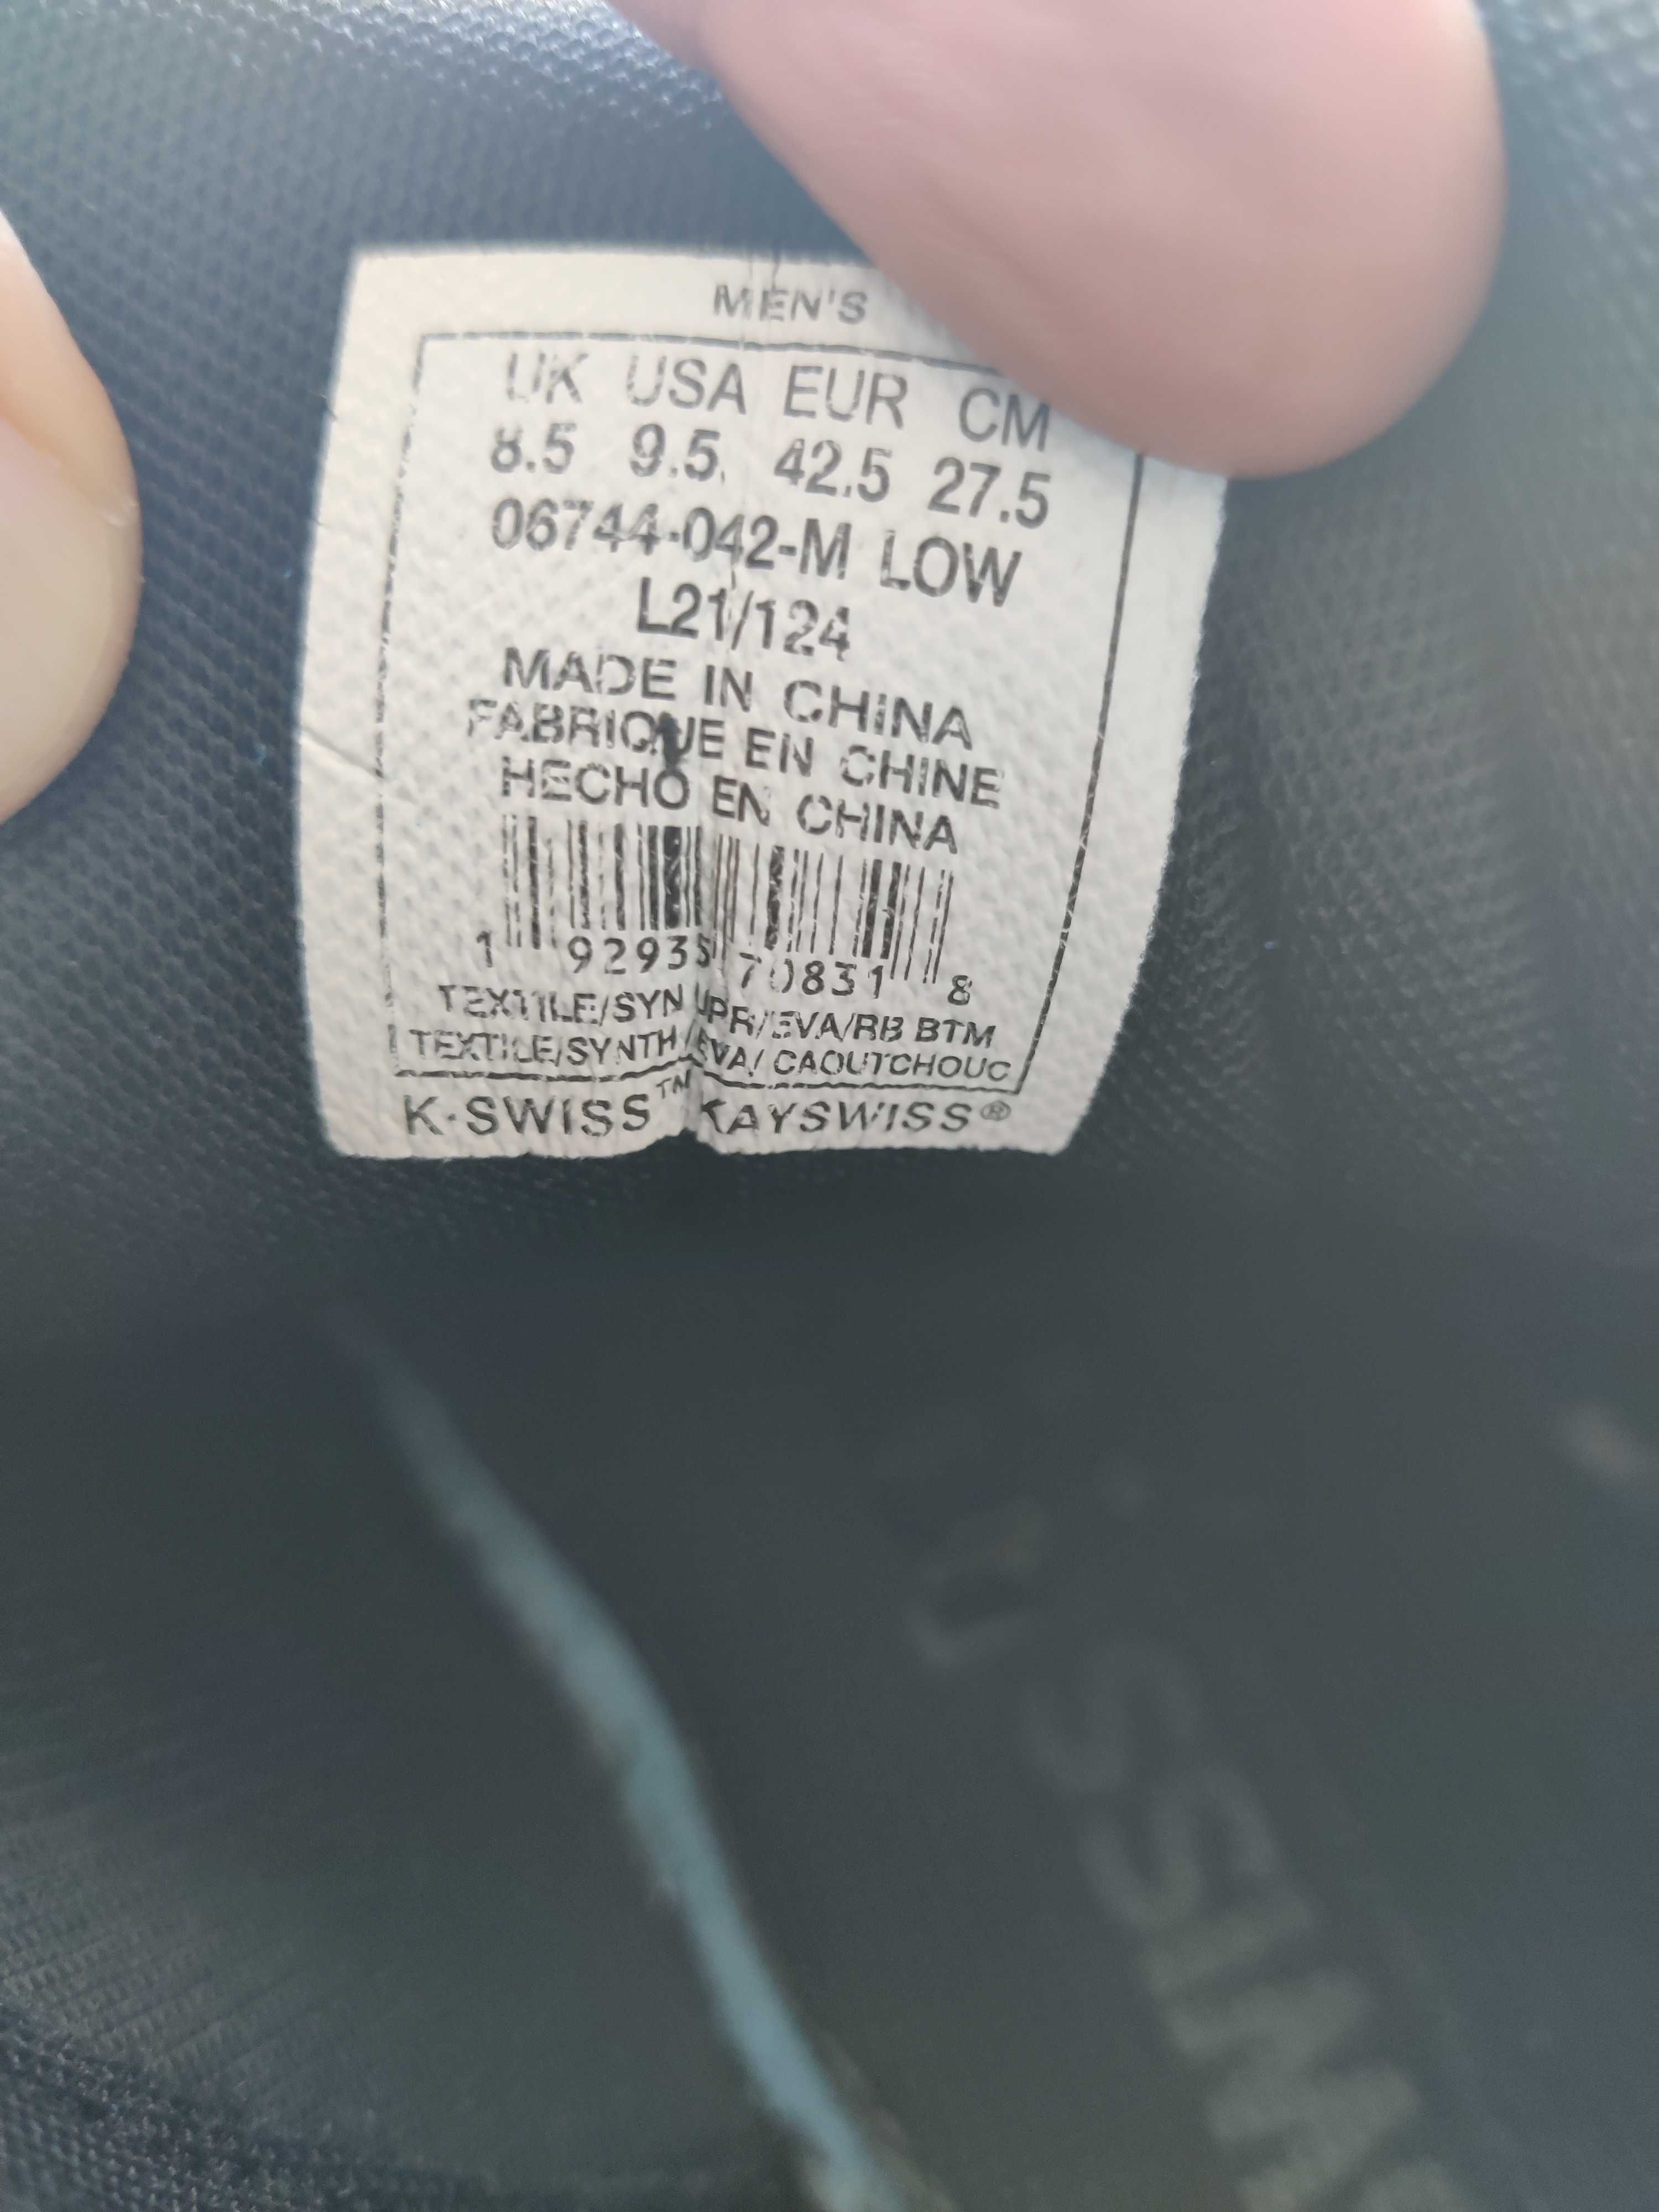 MEN'S
UK USA EUR CM
8.5 9.5 42.5 27.5
06744-042-M LOW
L21/124
MADE IN CHINA
FABRIQUE EN CHINE
HECHO EN CHINA
1 92935 70831 8
TEXTILE/SYN UPR/EVA/RB BTM
TEXTILE/SYNTH/EVA/ CAOUTCHOUC
K·SWISS™ KAYSWISS®